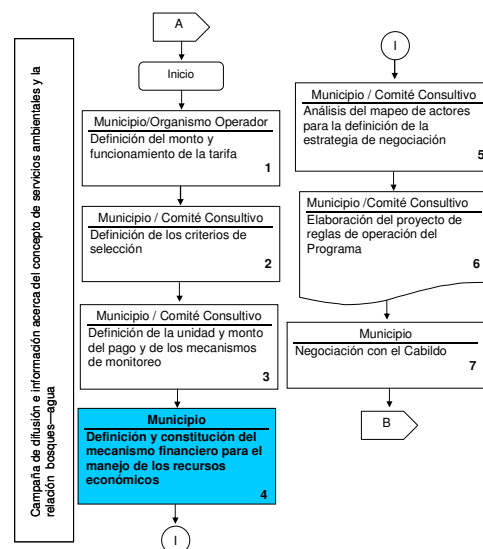 Campaña de difusión e información acerca del concepto de servicios ambientales y la
relación bosques—agua
A
Inicio
Municipio/Organismo Operador
Definición del monto y
funcionamiento de la tarifa
1
Municipio / Comité Consultivo
Definición de los criterios de
selección
2
Municipio / Comité Consultivo
Definición de la unidad y monto
del pago y de los mecanismos
de monitoreo
3
Municipio
Definición y constitución del
mecanismo financiero para el
manejo de los recursos
económicos
4
I
I
Municipio / Comité Consultivo
Análisis del mapeo de actores
para la definición de la
estrategia de negociación
5
Municipio /Comité Consultivo
Elaboración del proyecto de
reglas de operación del
Programa
6
Municipio
Negociación con el Cabildo
7
B